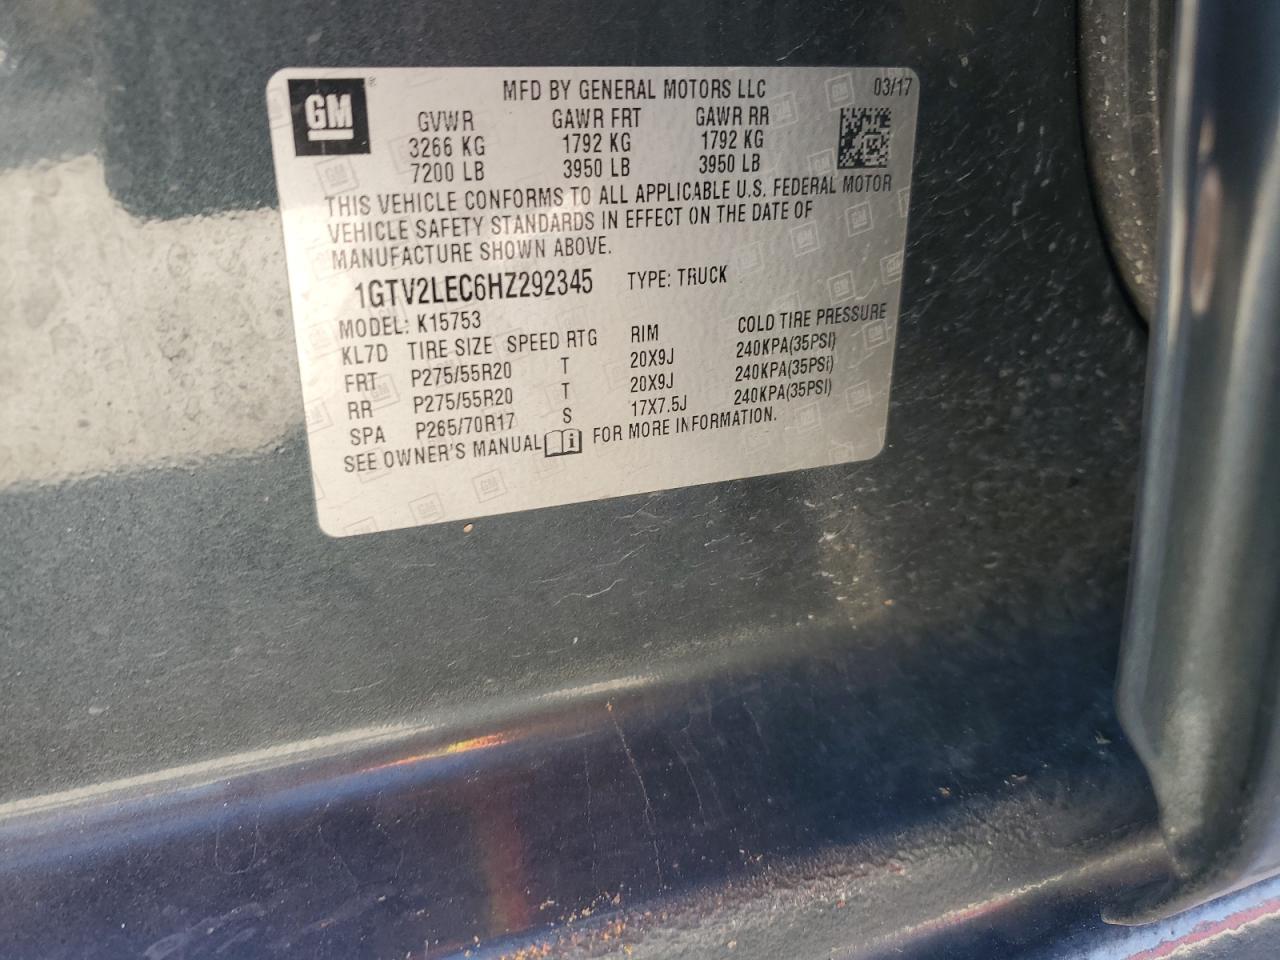 GM ®
MFD BY GENERAL MOTORS LLC 03/17
GVWR GAWR FRT GAWR RR
3266 KG 1792 KG 1792 KG
7200 LB 3950 LB 3950 LB
THIS VEHICLE CONFORMS TO ALL APPLICABLE U.S. FEDERAL MOTOR
VEHICLE SAFETY STANDARDS IN EFFECT ON THE DATE OF
MANUFACTURE SHOWN ABOVE.
1GTV2LEC6HZ292345 TYPE: TRUCK
MODEL: K15753
KL7D TIRE SIZE SPEED RTG RIM COLD TIRE PRESSURE
FRT P275/55R20 T 20X9J 240KPA(35PSI)
RR P275/55R20 T 20X9J 240KPA(35PSI)
SPA P265/70R17 S 17X7.5J 240KPA(35PSI)
SEE OWNER'S MANUAL FOR MORE INFORMATION.